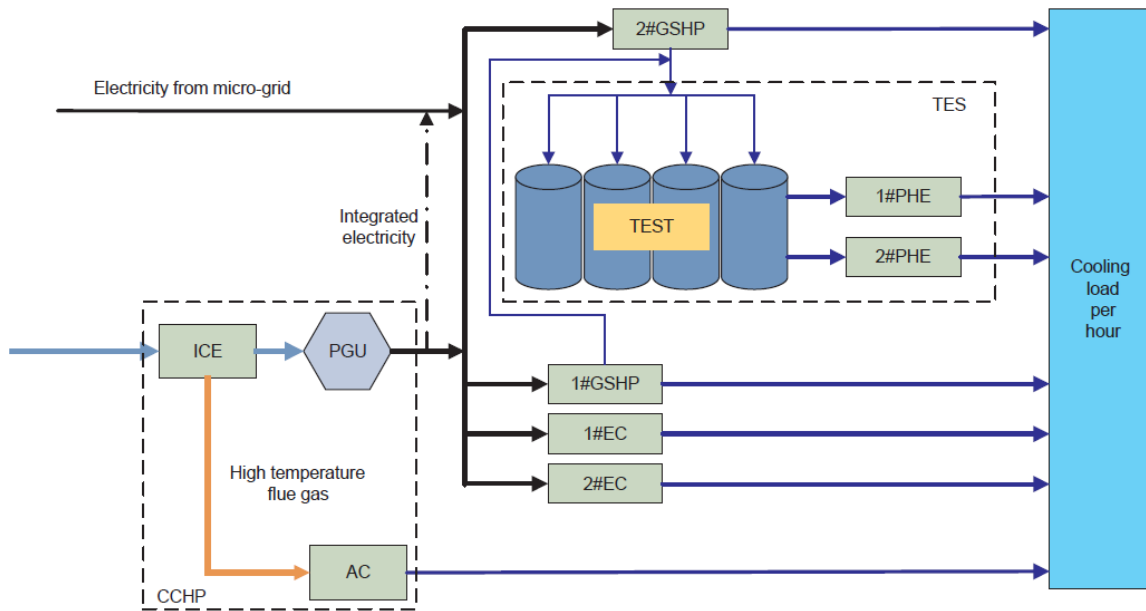 2#GSHP
Electricity from micro-grid
TES
1#PHE
TEST
Integrated
electricity
2#PHE
Cooling
load
per
hour
ICE
PGU
1#GSHP
1#EC
High temperature
flue gas
2#EC
AC
CCHP